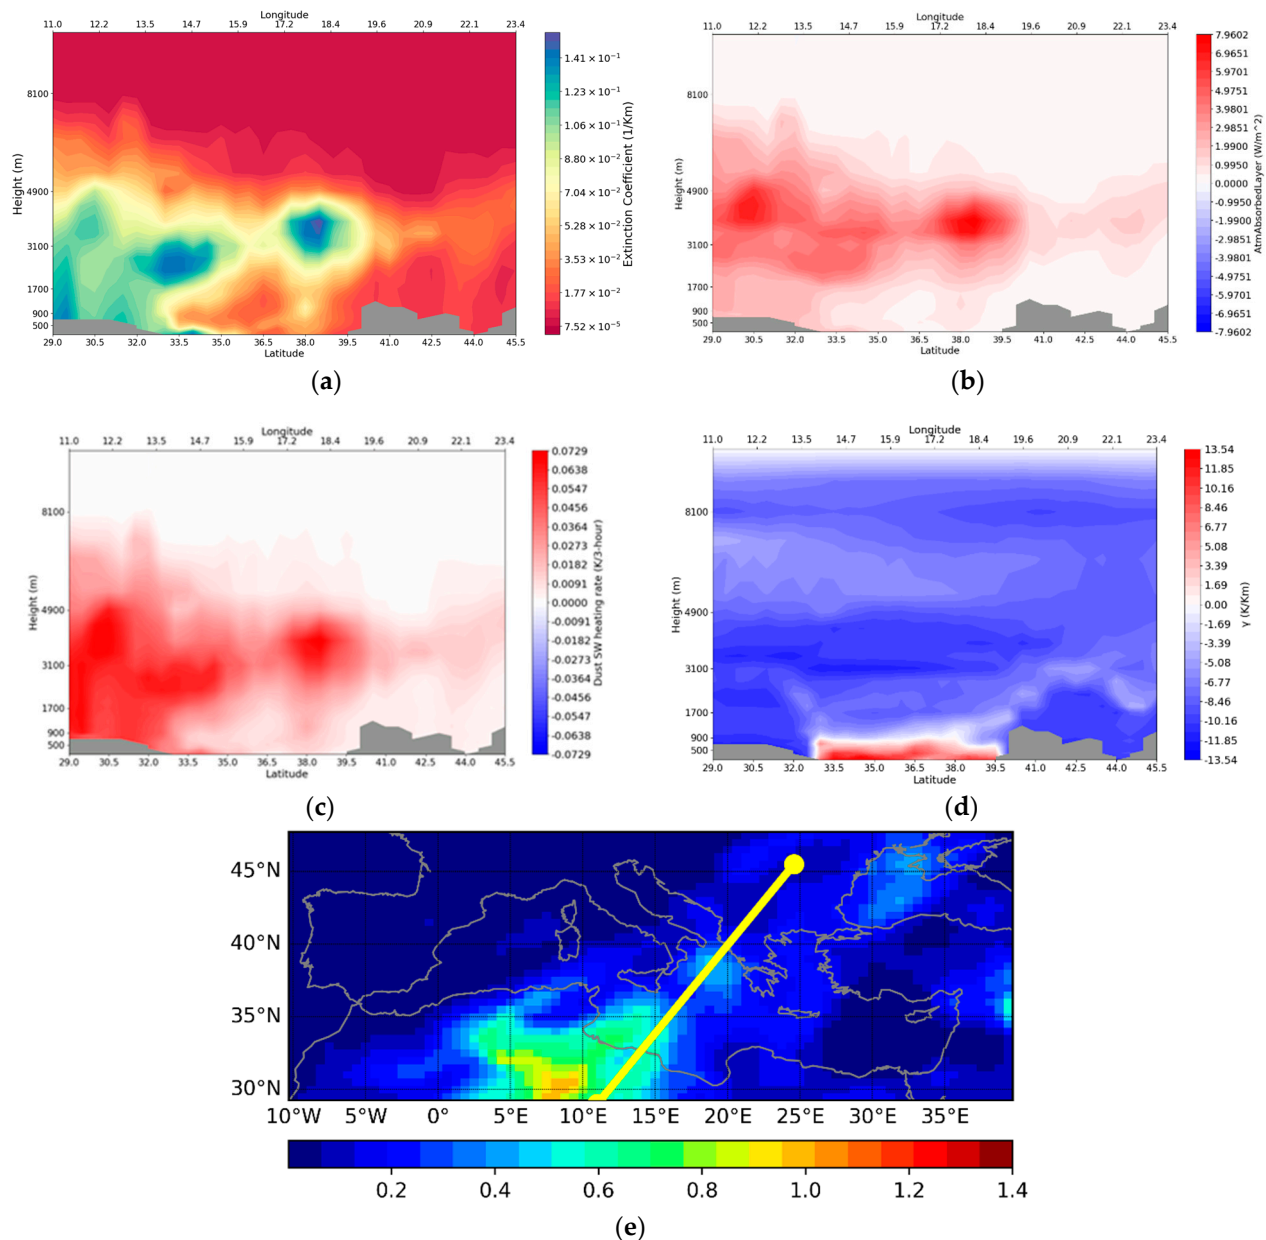 Longitude
11.0 12.2 13.5 14.7 15.9 17.2 18.4 19.6 20.9 22.1 23.4
8100
4900
3100
1700
900
500
Height (m)
29.0 30.5 32.0 33.5 35.0 36.5 38.0 39.5 41.0 42.5 44.0 45.5
Latitude
1.41 × 10⁻¹
1.23 × 10⁻¹
1.06 × 10⁻¹
8.80 × 10⁻²
7.04 × 10⁻²
5.28 × 10⁻²
3.53 × 10⁻²
1.77 × 10⁻²
7.52 × 10⁻⁵
Extinction Coefficient (1/Km)
(a)
Longitude
11.0 12.2 13.5 14.7 15.9 17.2 18.4 19.6 20.9 22.1 23.4
8100
4900
3100
1700
900
500
Height (m)
29.0 30.5 32.0 33.5 35.0 36.5 38.0 39.5 41.0 42.5 44.0 45.5
Latitude
7.9602
6.9651
5.9701
4.9751
3.9801
2.9851
1.9900
0.9950
0.0000
-0.9950
-1.9900
-2.9851
-3.9801
-4.9751
-5.9701
-6.9651
-7.9602
AtmAbsorbedLayer (W/m^2)
(b)
Longitude
11.0 12.2 13.5 14.7 15.9 17.2 18.4 19.6 20.9 22.1 23.4
8100
4900
3100
1700
900
500
Height (m)
29.0 30.5 32.0 33.5 35.0 36.5 38.0 39.5 41.0 42.5 44.0 45.5
Latitude
0.0729
0.0638
0.0547
0.0456
0.0364
0.0273
0.0182
0.0091
0.0000
-0.0091
-0.0182
-0.0273
-0.0364
-0.0456
-0.0547
-0.0638
-0.0729
Dust SW heating rate (K/3-hour)
(c)
Longitude
11.0 12.2 13.5 14.7 15.9 17.2 18.4 19.6 20.9 22.1 23.4
8100
4900
3100
1700
900
500
Height (m)
29.0 30.5 32.0 33.5 35.0 36.5 38.0 39.5 41.0 42.5 44.0 45.5
Latitude
13.54
11.85
10.16
8.46
6.77
5.08
3.39
1.69
0.00
-1.69
-3.39
-5.08
-6.77
-8.46
-10.16
-11.85
-13.54
γ (K/Km)
(d)
45°N
40°N
35°N
30°N
10°W 5°W 0° 5°E 10°E 15°E 20°E 25°E 30°E 35°E
0.2 0.4 0.6 0.8 1.0 1.2 1.4
(e)